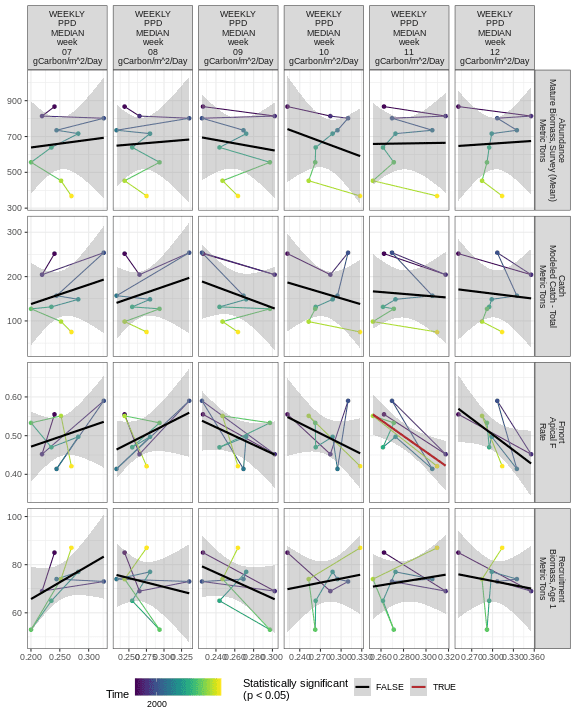 WEEKLY PPD MEDIAN week 07 gCarbon/m^2/Day
WEEKLY PPD MEDIAN week 08 gCarbon/m^2/Day
WEEKLY PPD MEDIAN week 09 gCarbon/m^2/Day
WEEKLY PPD MEDIAN week 10 gCarbon/m^2/Day
WEEKLY PPD MEDIAN week 11 gCarbon/m^2/Day
WEEKLY PPD MEDIAN week 12 gCarbon/m^2/Day
900
700
500
300
Abundance
Mature Biomass, Survey (Mean)
Metric Tons
300
200
100
Catch
Modeled Catch - Total
Metric Tons
0.60
0.50
0.40
Fmort
Apical F
Rate
100
80
60
Recruitment
Biomass, Age 1
Metric Tons
0.200 0.250 0.300
0.250 0.275 0.300 0.325
0.240 0.260 0.280 0.300
0.240 0.270 0.300 0.330
0.260 0.280 0.300 0.320
0.270 0.300 0.330 0.360
Time
2000
Statistically significant
(p < 0.05)
FALSE
TRUE